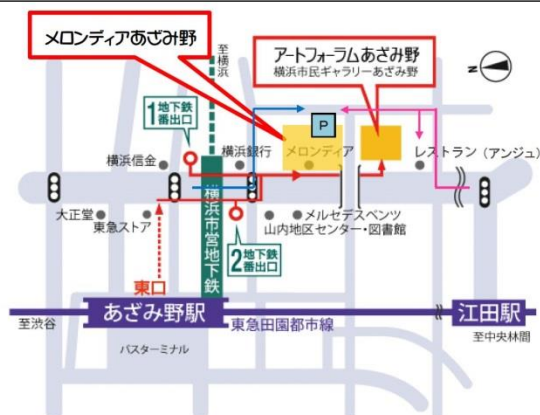 メロンディアあざみ野
至横浜
アートフォーラムあざみ野
横浜市民ギャラリーあざみ野
N
1 地下鉄
番出口
P
横浜信金
横浜銀行
メロンディア
レストラン (アンジュ)
大正堂
東急ストア
横浜市営地下鉄
メルセデスベンツ
山内地区センター・図書館
2 地下鉄
番出口
東口
あざみ野駅
江田駅
至渋谷
東急田園都市線
至中央林間
バスターミナル